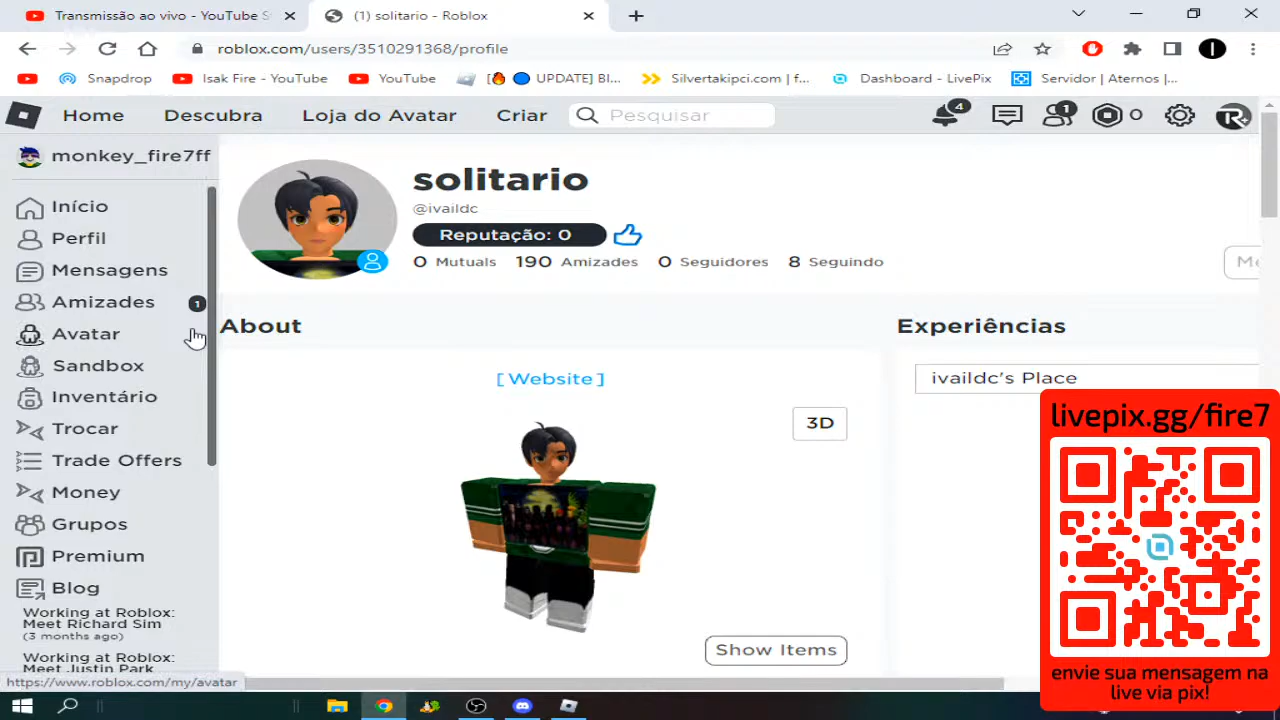 Transmissão ao vivo - YouTube S
(1) solitario - Roblox
roblox.com/users/3510291368/profile
Snapdrop
Isak Fire - YouTube
YouTube
[🔥 🔵 UPDATE] Bl...
Silvertakipci.com | f...
Dashboard - LivePix
Servidor | Aternos |...
Home
Descubra
Loja do Avatar
Criar
Pesquisar
4
1
0
monkey_fire7ff
Início
Perfil
Mensagens
Amizades
1
Avatar
Sandbox
Inventário
Trocar
Trade Offers
Money
Grupos
Premium
Blog
Working at Roblox:
Meet Richard Sim
(3 months ago)
Working at Roblox:
Meet Justin Park
https://www.roblox.com/my/avatar
solitario
@ivaildc
Reputação: 0
0 Mutuals 190 Amizades 0 Seguidores 8 Seguindo
Me
About
[ Website ]
3D
Show Items
Experiências
ivaildc's Place
livepix.gg/fire7
envie sua mensagem na
live via pix!